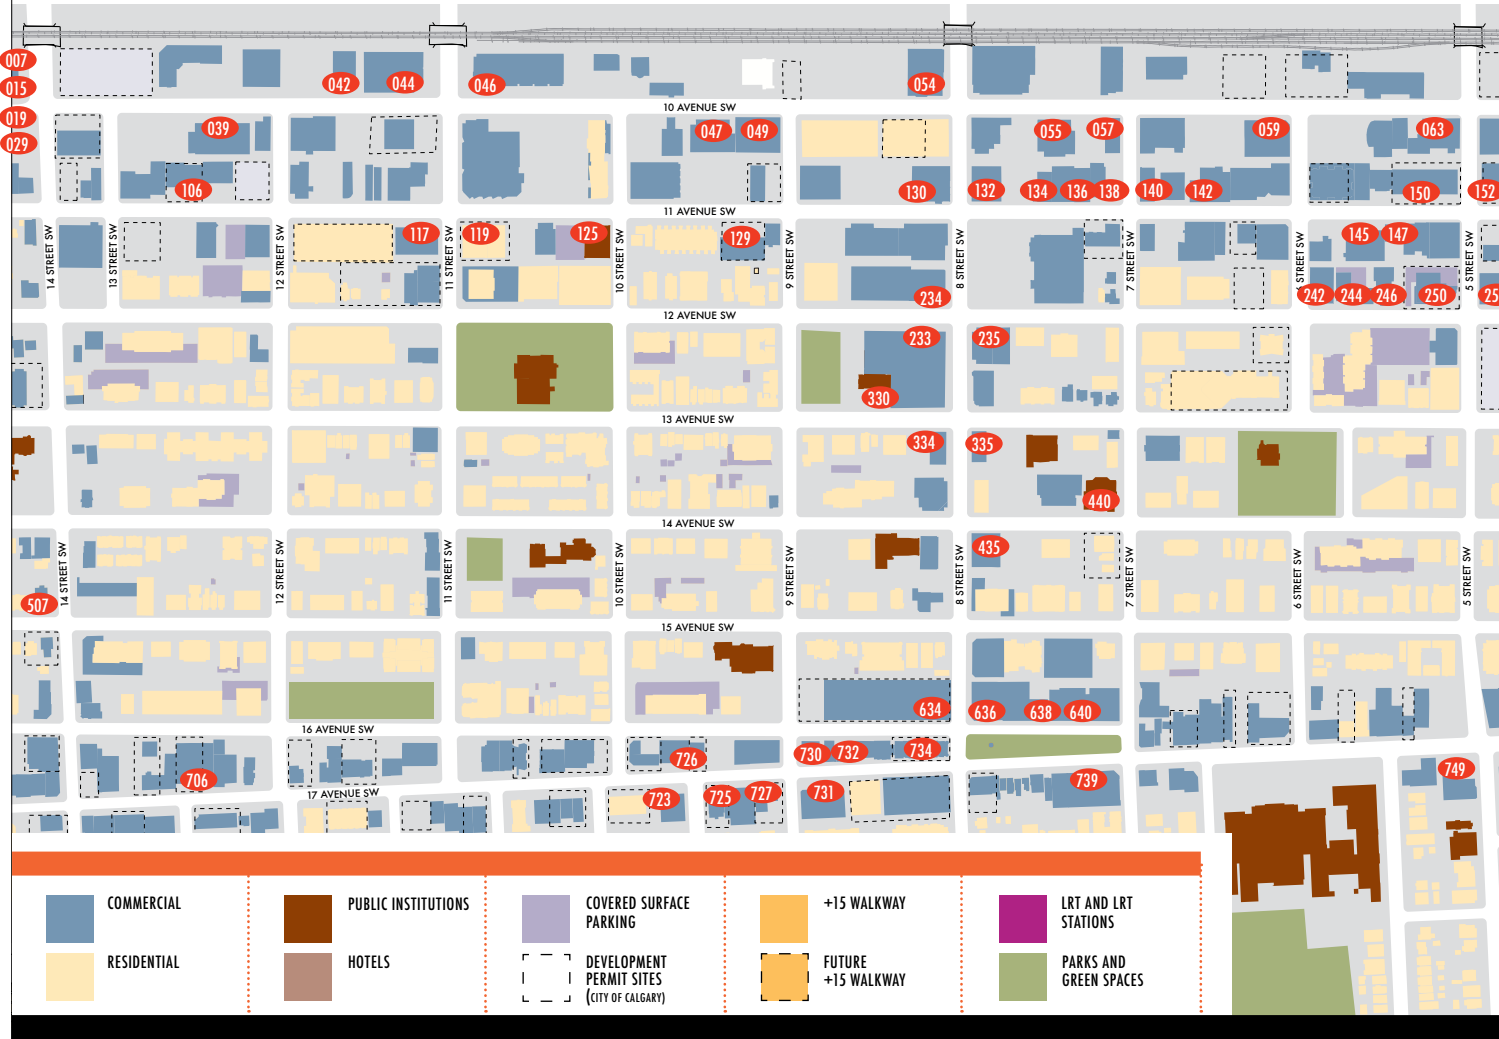 007
015
042
044
046
054
10 AVENUE SW
019
029
039
047
049
055
057
059
063
106
130
132
134
136
138
140
142
150
152
11 AVENUE SW
14 STREET SW
13 STREET SW
12 STREET SW
117
11 STREET SW
119
125
10 STREET SW
129
9 STREET SW
234
8 STREET SW
7 STREET SW
145
147
5 STREET SW
242
244
246
250
12 AVENUE SW
233
235
330
13 AVENUE SW
334
335
440
14 AVENUE SW
507
14 STREET SW
12 STREET SW
11 STREET SW
10 STREET SW
9 STREET SW
8 STREET SW
435
7 STREET SW
6 STREET SW
5 STREET SW
15 AVENUE SW
634
636
638
640
16 AVENUE SW
706
726
730
732
734
739
749
17 AVENUE SW
723
725
727
731
COMMERCIAL
RESIDENTIAL
PUBLIC INSTITUTIONS
HOTELS
COVERED SURFACE
PARKING
DEVELOPMENT
PERMIT SITES
(CITY OF CALGARY)
+15 WALKWAY
FUTURE
+15 WALKWAY
LRT AND LRT
STATIONS
PARKS AND
GREEN SPACES